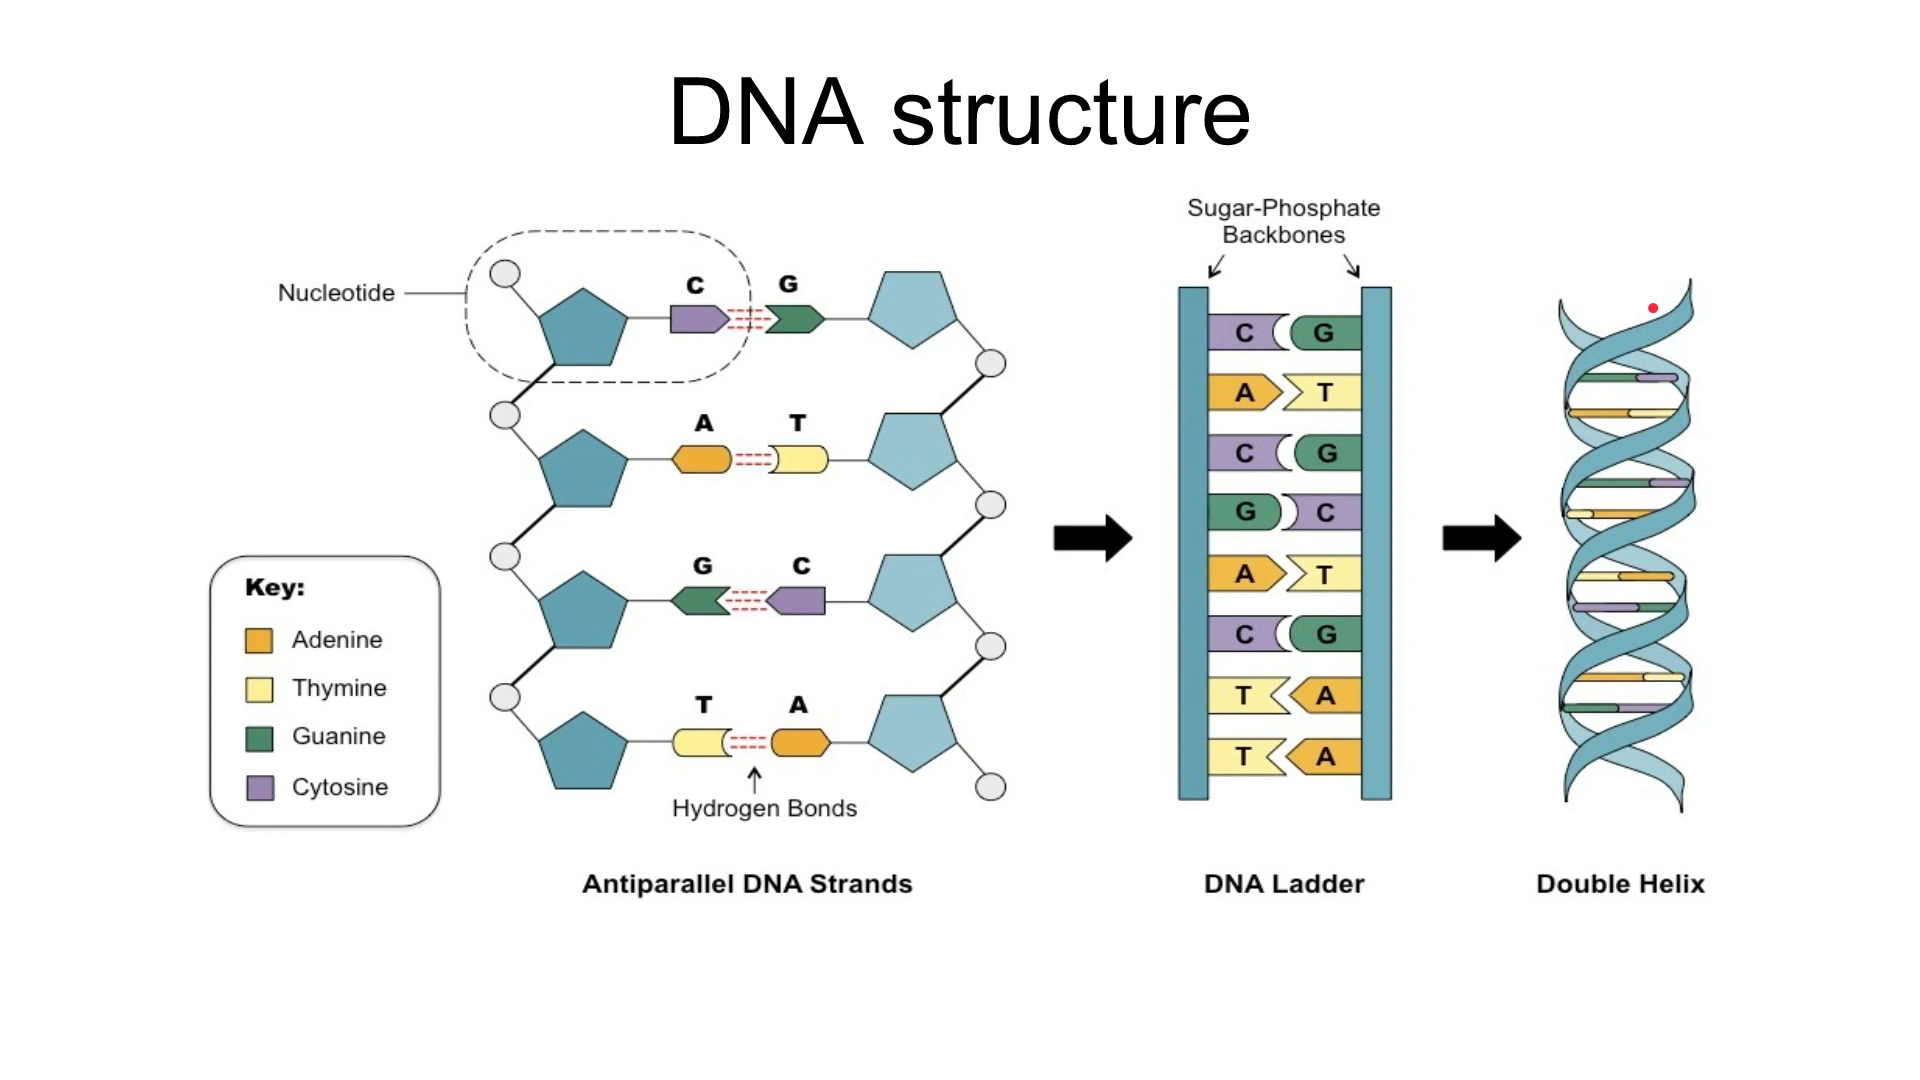 DNA structure
Sugar-Phosphate
Backbones
Nucleotide
C G
A T
G C
T A
Hydrogen Bonds
Key:
Adenine
Thymine
Guanine
Cytosine
C G
A T
C G
G C
A T
C G
T A
T A
Antiparallel DNA Strands
DNA Ladder
Double Helix